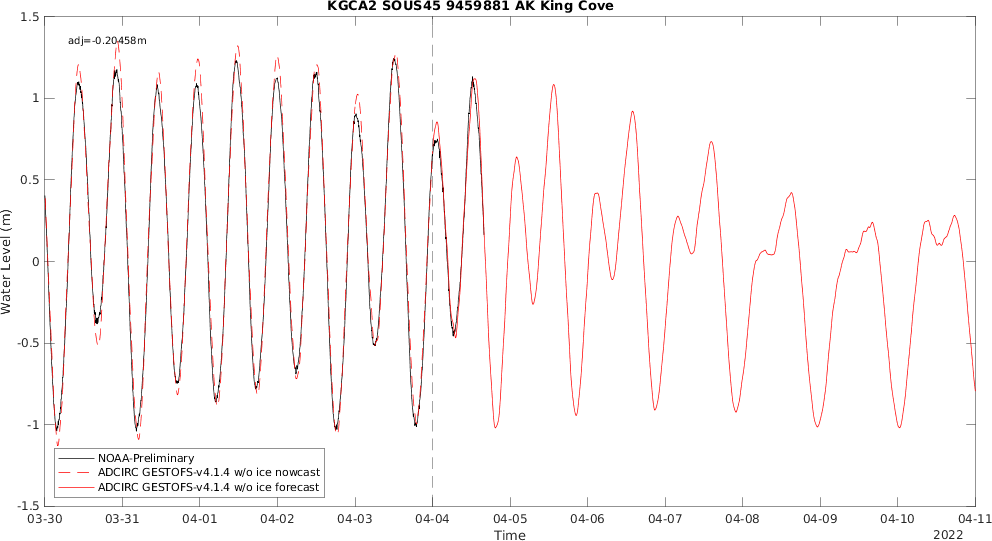 KGCA2 SOUS45 9459881 AK King Cove
adj=-0.20458m
1.5
1
0.5
0
-0.5
-1
-1.5
Water Level (m)
NOAA-Preliminary
ADCIRC GESTOFS-v4.1.4 w/o ice nowcast
ADCIRC GESTOFS-v4.1.4 w/o ice forecast
03-30 03-31 04-01 04-02 04-03 04-04 04-05 04-06 04-07 04-08 04-09 04-10 04-11
Time
2022